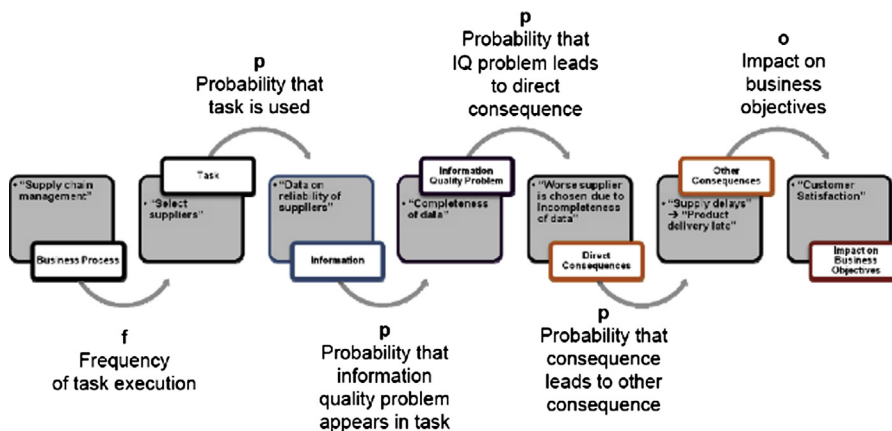 p
Probability that
task is used
p
Probability that
IQ problem leads
to direct
consequence
o
Impact on
business
objectives
• “Supply chain
management”
Business Process
Task
• “Select
suppliers”
• “Data on
reliability of
suppliers”
Information
Information
Quality Problem
• “Completeness
of data”
• “Worse supplier
is chosen due to
Incompleteness
of data”
Direct
Consequences
Other
Consequences
• “Supply delays”
→ “Product
delivery late”
• “Customer
Satisfaction”
Impact on
Business
Objectives
f
Frequency
of task execution
p
Probability that
information
quality problem
appears in task
p
Probability that
consequence
leads to other
consequence